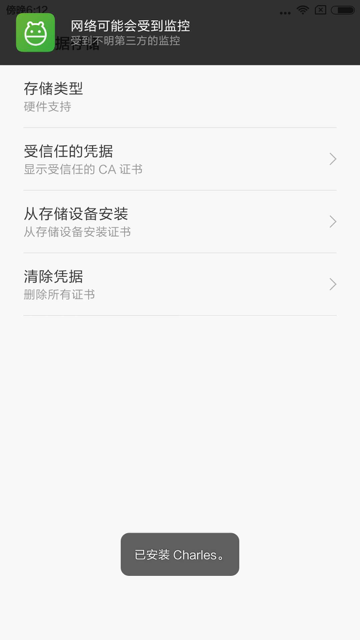 傍晚6:12
网络可能会受到监控
受到不明第三方的监控
存储类型
硬件支持
受信任的凭据
显示受信任的 CA 证书
从存储设备安装
从存储设备安装证书
清除凭据
删除所有证书
已安装 Charles。